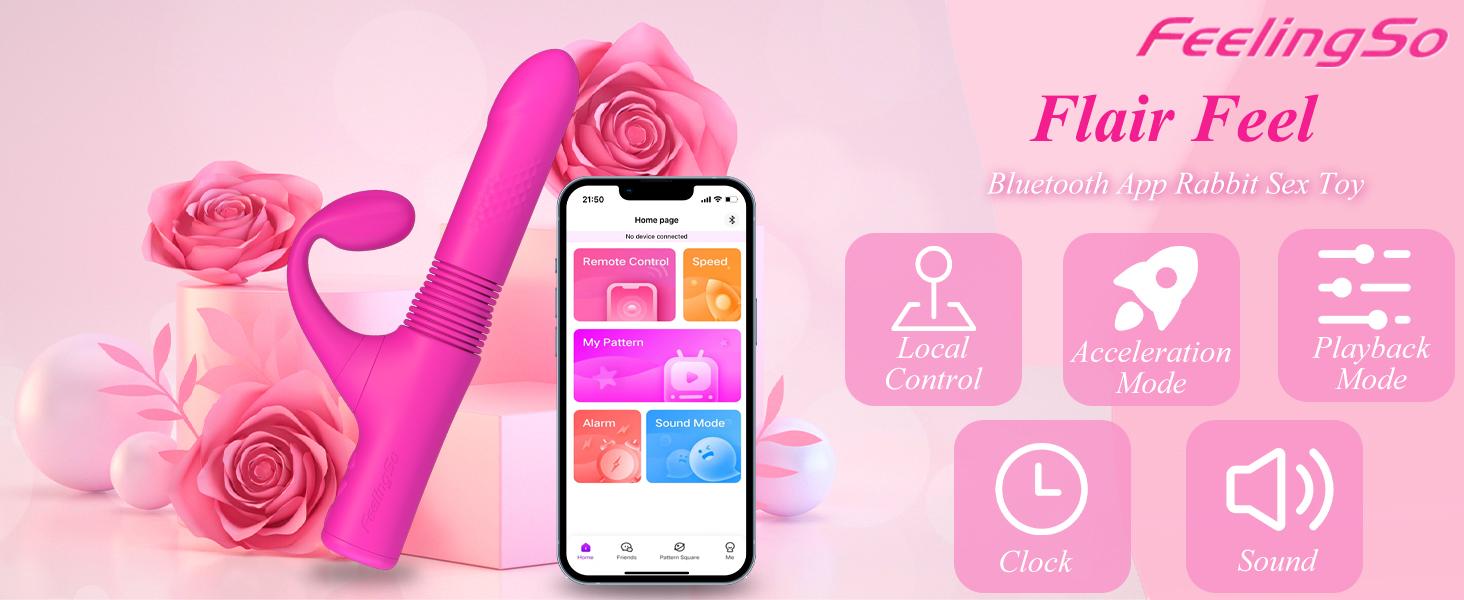 FeelingSo
Flair Feel
Bluetooth App Rabbit Sex Toy
FeelingSo
21:50
Home page
No device connected
Remote Control
Speed
My Pattern
Alarm
Sound Mode
Home
Friends
Pattern Square
Me
Local
Control
Acceleration
Mode
Playback
Mode
Clock
Sound